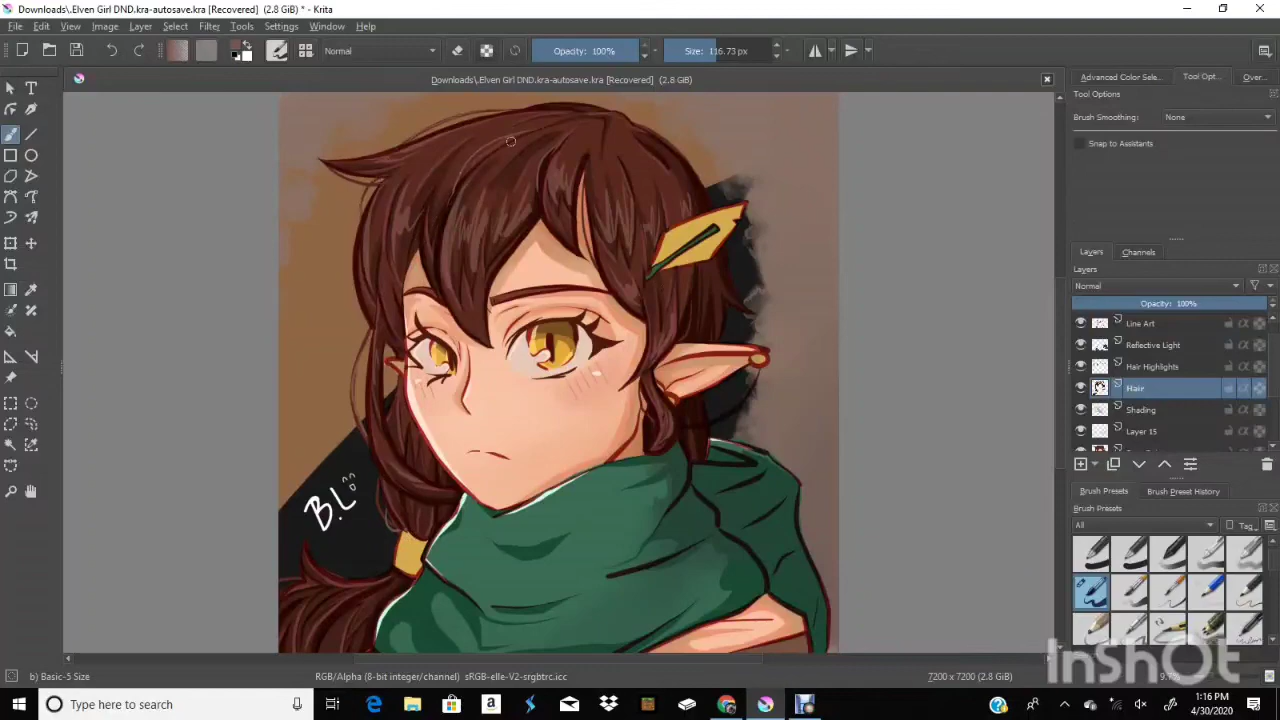 Downloads\.Elven Girl DND.kra-autosave.kra [Recovered] (2.8 GiB) * - Krita
File Edit View Image Layer Select Filter Tools Settings Window Help
Normal Opacity: 100% Size: 116.73 px
Downloads\.Elven Girl DND.kra-autosave.kra [Recovered] (2.8 GiB)
Advanced Color Selec... Tool Opt... Over...
Tool Options
Brush Smoothing: None
Snap to Assistants
Layers Channels
Layers
Normal
Opacity: 100%
Line Art
Reflective Light
Hair Highlights
Hair
Shading
Layer 15
Brush Presets Brush Preset History
Brush Presets
All Tag
B.L
InShOt
b) Basic-5 Size RGB/Alpha (8-bit integer/channel) sRGB-elle-V2-srgbtrc.icc 7200 x 7200 (2.8 GiB)
Type here to search
1:16 PM
4/30/2020